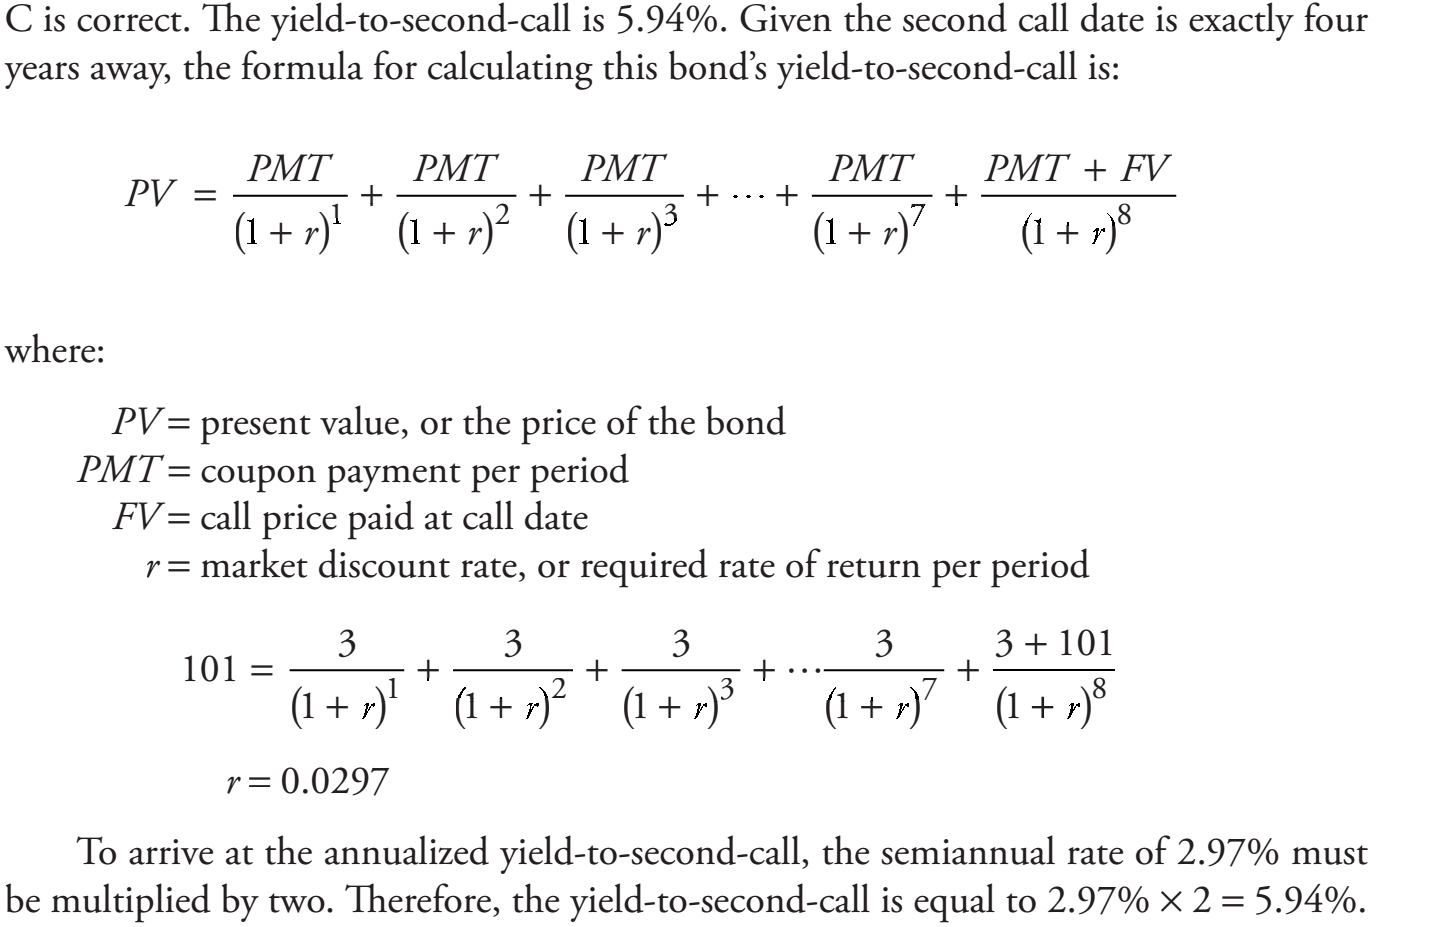 C is correct. The yield-to-second-call is 5.94%. Given the second call date is exactly four
years away, the formula for calculating this bond’s yield-to-second-call is:
PV = PMT/(1 + r)^1 + PMT/(1 + r)^2 + PMT/(1 + r)^3 + ⋯ + PMT/(1 + r)^7 + (PMT + FV)/(1 + r)^8
where:
PV = present value, or the price of the bond
PMT = coupon payment per period
FV = call price paid at call date
r = market discount rate, or required rate of return per period
101 = 3/(1 + r)^1 + 3/(1 + r)^2 + 3/(1 + r)^3 + ⋯ 3/(1 + r)^7 + (3 + 101)/(1 + r)^8
r = 0.0297
To arrive at the annualized yield-to-second-call, the semiannual rate of 2.97% must
be multiplied by two. Therefore, the yield-to-second-call is equal to 2.97% × 2 = 5.94%.